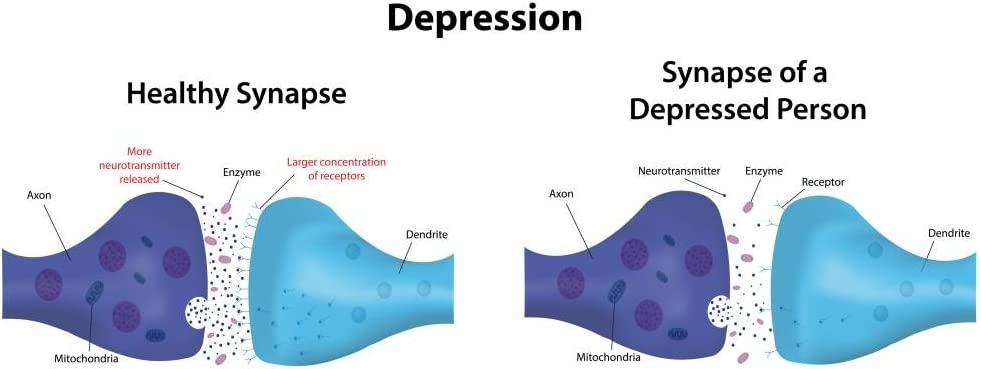 Depression
Healthy Synapse
More
neurotransmitter
released
Enzyme
Larger concentration
of receptors
Axon
Dendrite
Mitochondria
Synapse of a
Depressed Person
Neurotransmitter
Enzyme
Receptor
Axon
Dendrite
Mitochondria